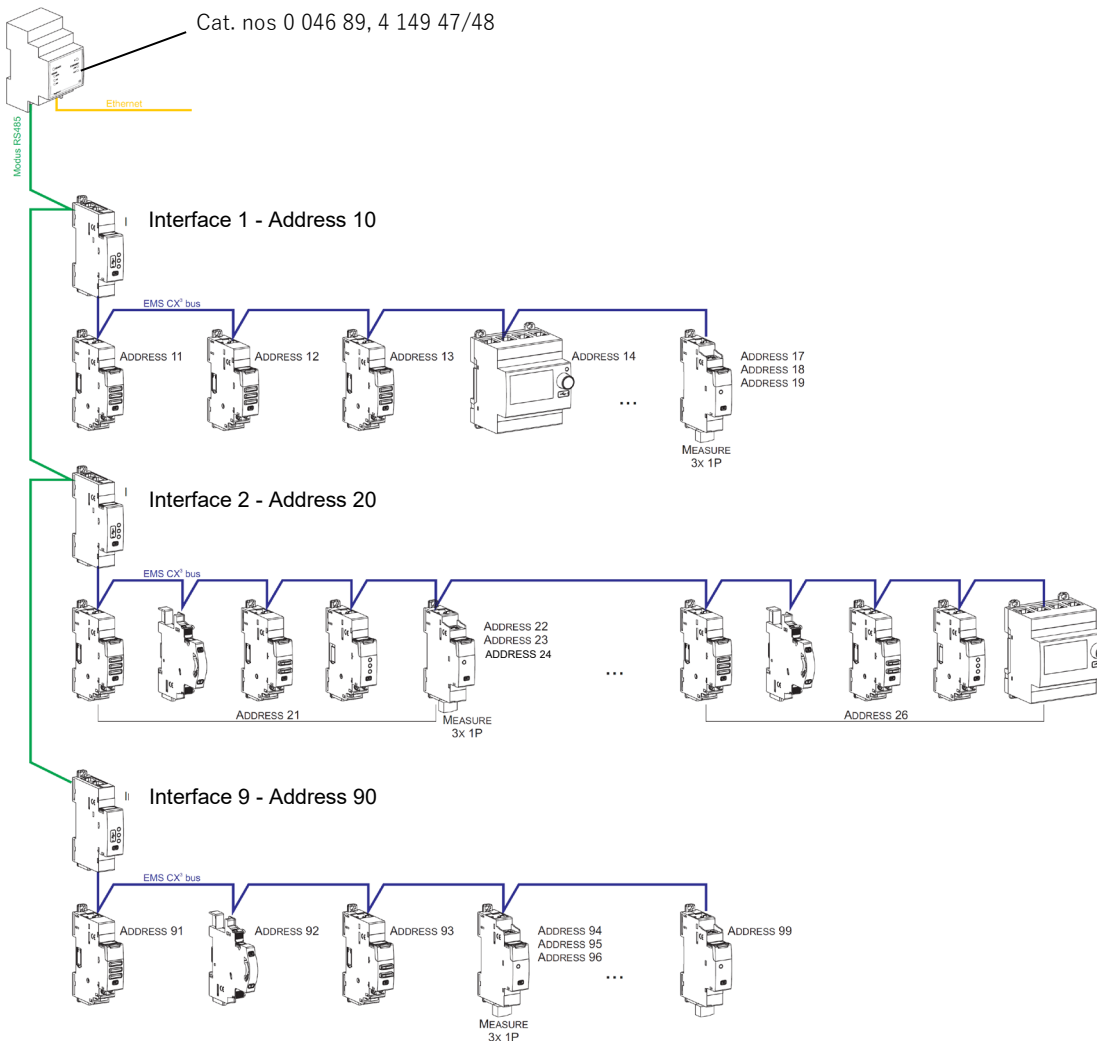 Cat. nos 0 046 89, 4 149 47/48
Ethernet
Modus RS485
Interface 1 - Address 10
EMS CX³ bus
ADDRESS 11
ADDRESS 12
ADDRESS 13
ADDRESS 14
ADDRESS 17
ADDRESS 18
ADDRESS 19
...
MEASURE
3X 1P
Interface 2 - Address 20
EMS CX³ bus
ADDRESS 22
ADDRESS 23
ADDRESS 24
...
ADDRESS 21
MEASURE
3X 1P
ADDRESS 26
Interface 9 - Address 90
EMS CX³ bus
ADDRESS 91
ADDRESS 92
ADDRESS 93
ADDRESS 94
ADDRESS 95
ADDRESS 96
ADDRESS 99
...
MEASURE
3X 1P